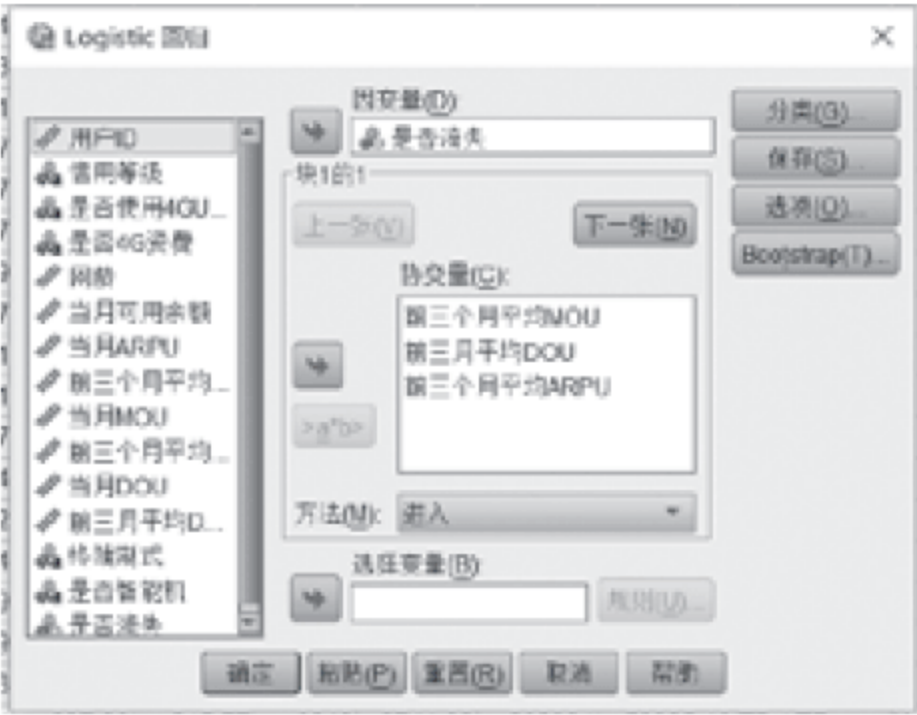 Logistic 回归
用户ID
信用等级
是否使用4GU...
是否4G资费
网龄
当月可用余额
当月ARPU
前三个月平均...
当月MOU
前三个月平均...
当月DOU
前三月平均D...
终端制式
是否智能机
是否流失
因变量(D):
是否流失
块1的1
上一张(V)
下一张(N)
协变量(C):
前三个月平均MOU
前三月平均DOU
前三个月平均ARPU
>a*b>
方法(M):
进入
选择变量(B)
规则(U)...
分类(G)...
保存(S)...
选项(O)...
Bootstrap(T)...
确定
粘贴(P)
重置(R)
取消
帮助